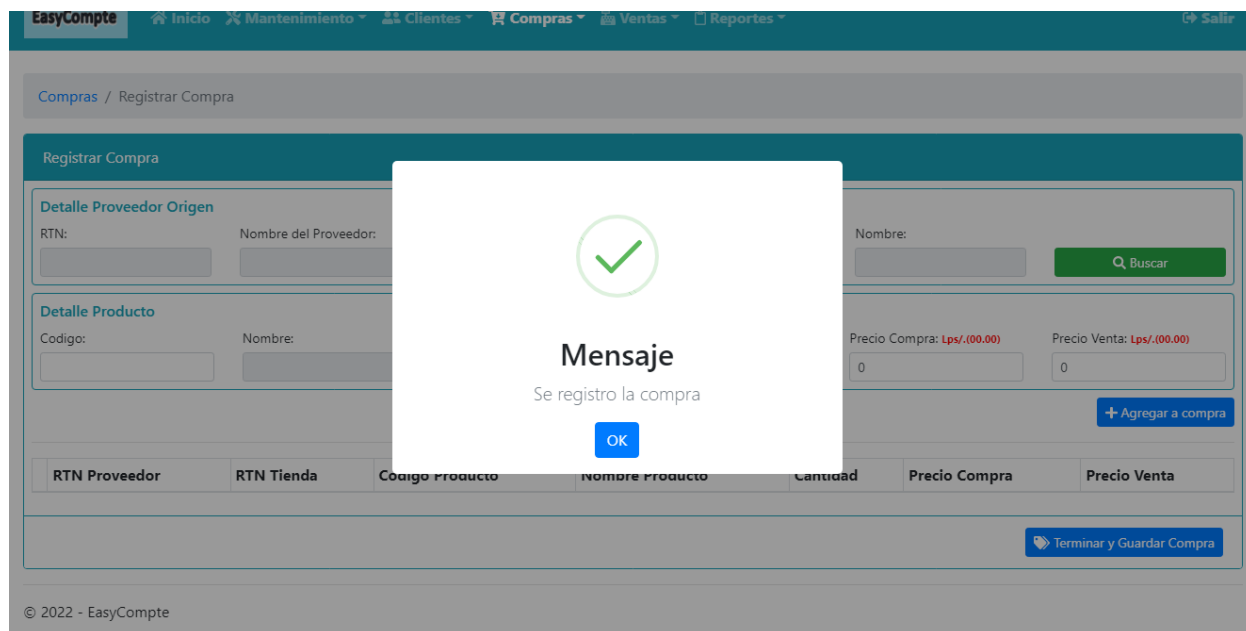 EasyCompte Inicio Mantenimiento Clientes Compras Ventas Reportes Salir
Compras / Registrar Compra
Registrar Compra
Detalle Proveedor Origen
RTN: Nombre del Proveedor: Nombre:
Buscar
Detalle Producto
Codigo: Nombre: Precio Compra: Lps/.(00.00) Precio Venta: Lps/.(00.00)
0 0
Mensaje
Se registro la compra
OK
+ Agregar a compra
RTN Proveedor RTN Tienda Codigo Producto Nombre Producto Cantidad Precio Compra Precio Venta
Terminar y Guardar Compra
© 2022 - EasyCompte